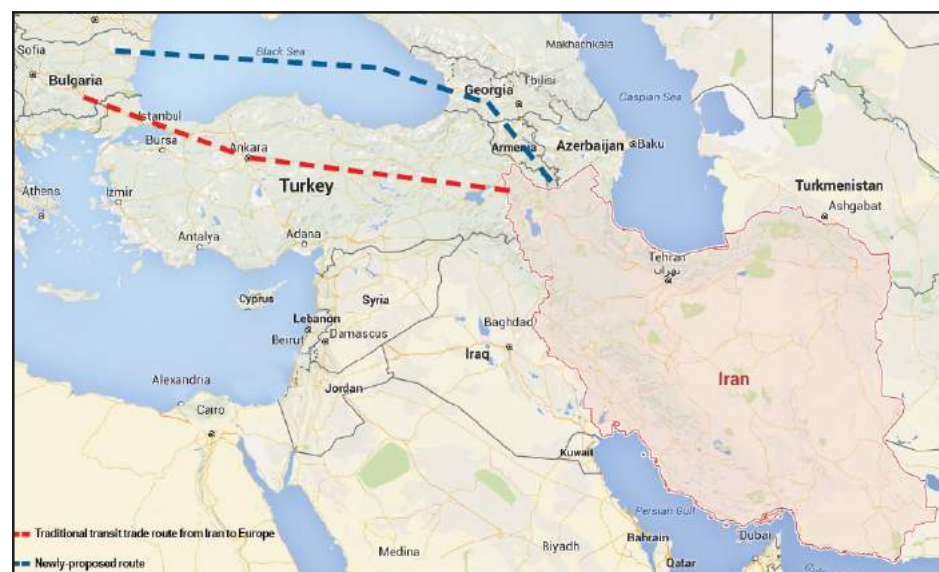 Sofia
Bulgaria
Black Sea
Makhachkala
Georgia
Tbilisi
Caspian Sea
Istanbul
Bursa
Ankara
Armenia
Azerbaijan
Baku
Athens
Izmir
Turkey
Turkmenistan
Ashgabat
Antalya
Adana
Tehran
تهران
Cyprus
Syria
Lebanon
Beirut
Damascus
Baghdad
Iraq
Iran
Alexandria
Jordan
Cairo
Kuwait
Persian Gulf
Traditional transit trade route from Iran to Europe
Newly-proposed route
Medina
Riyadh
Bahrain
Qatar
Dubai